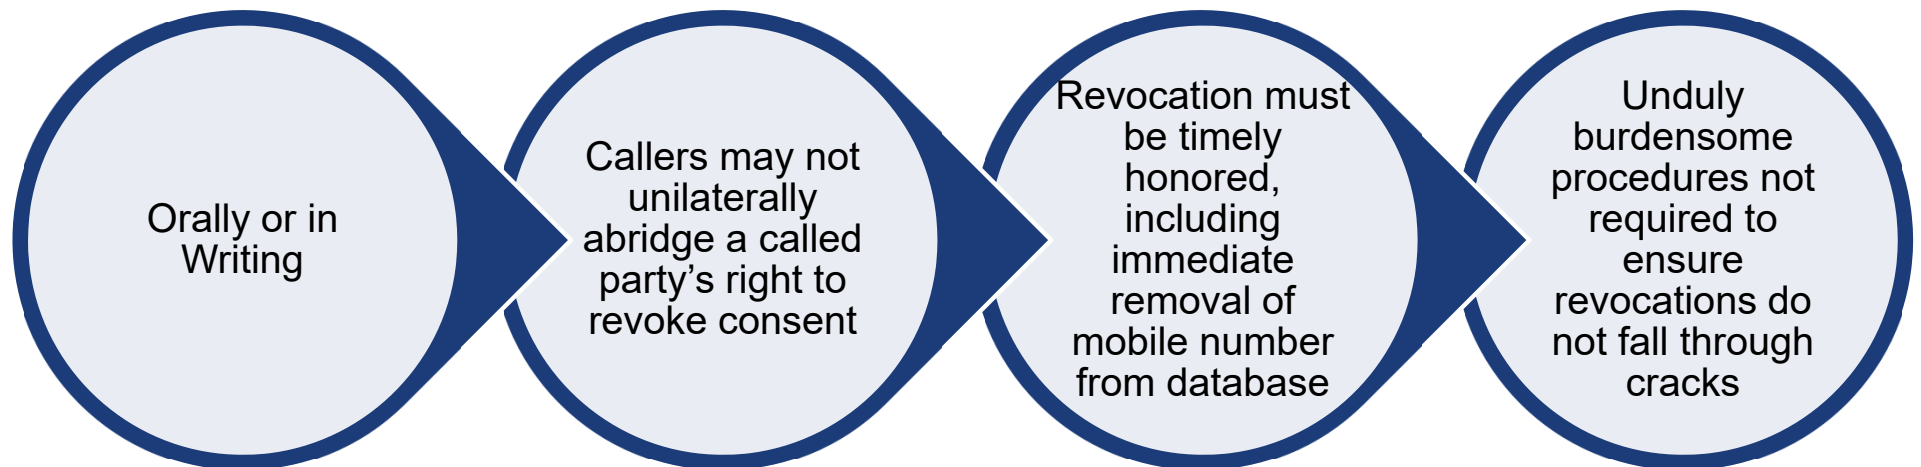 Orally or in
Writing
Callers may not
unilaterally
abridge a called
party’s right to
revoke consent
Revocation must
be timely
honored,
including
immediate
removal of
mobile number
from database
Unduly
burdensome
procedures not
required to
ensure
revocations do
not fall through
cracks